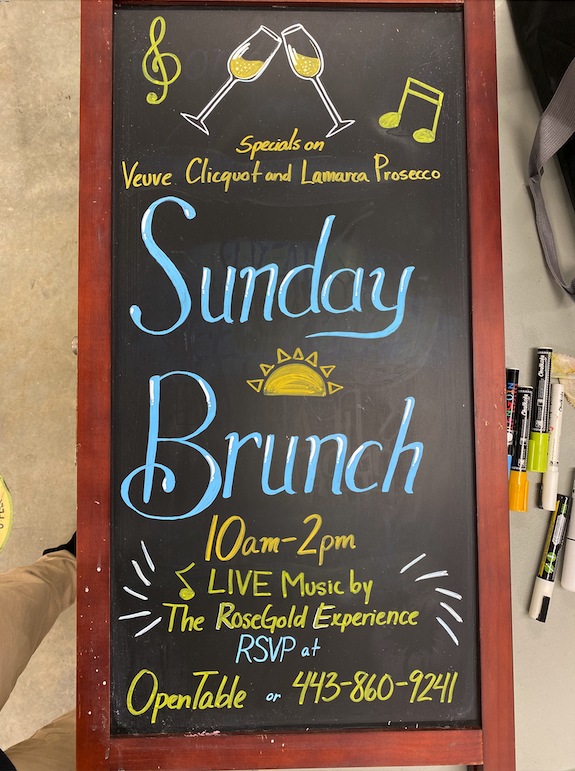 Specials on
Veuve Clicquot and Lamarca Prosecco
Sunday
Brunch
10am-2pm
LIVE Music by
The RoseGold Experience
RSVP at
OpenTable or 443-860-9241